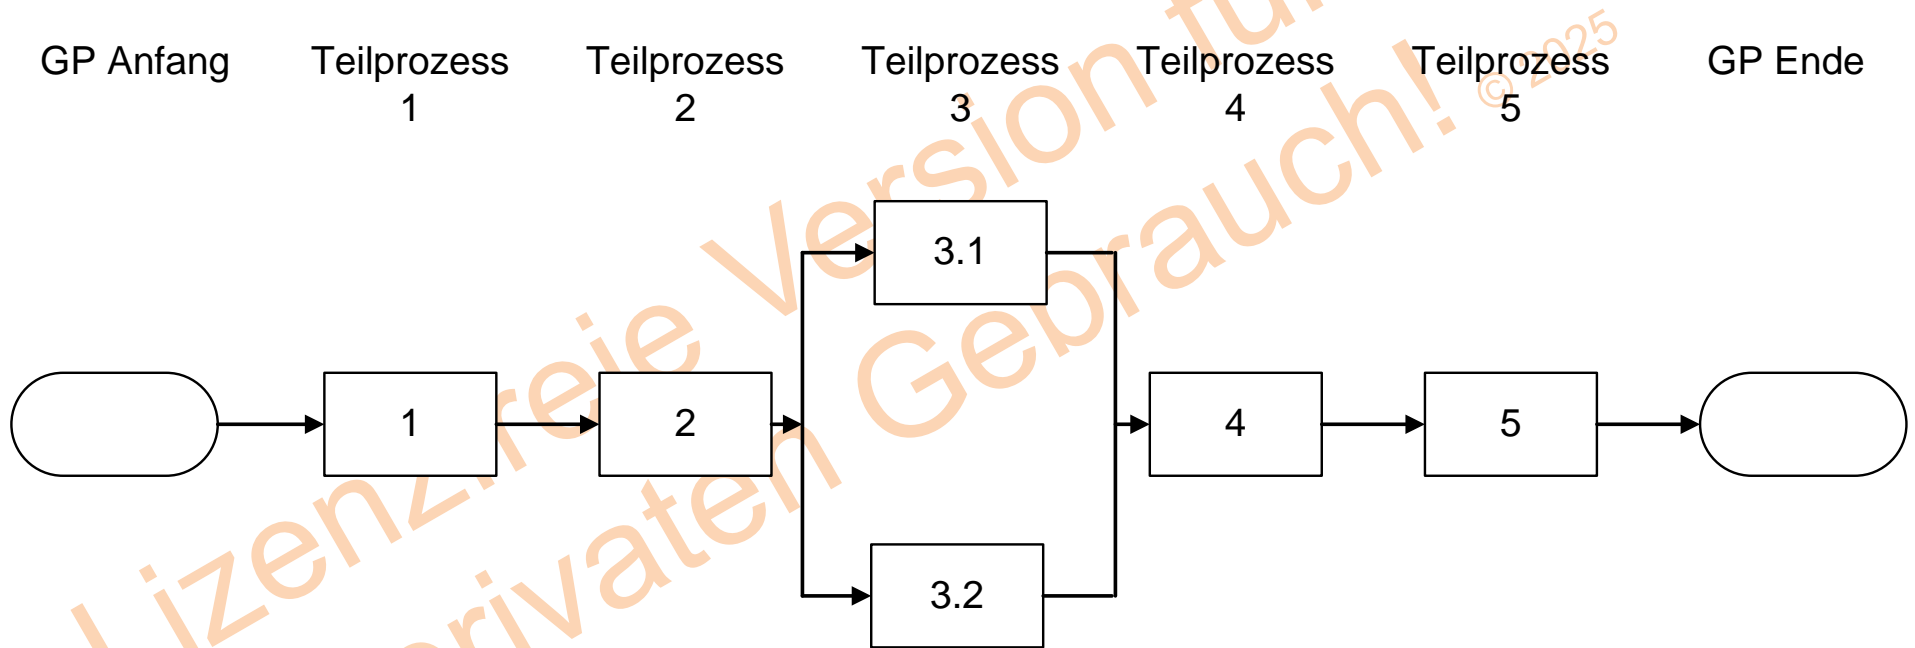 GP Anfang
Teilprozess
1
Teilprozess
2
Teilprozess
3
Teilprozess
4
Teilprozess
5
GP Ende
3.1
1
2
4
5
3.2
Lizenzfreie Version für
privaten Gebrauch!
© 2025